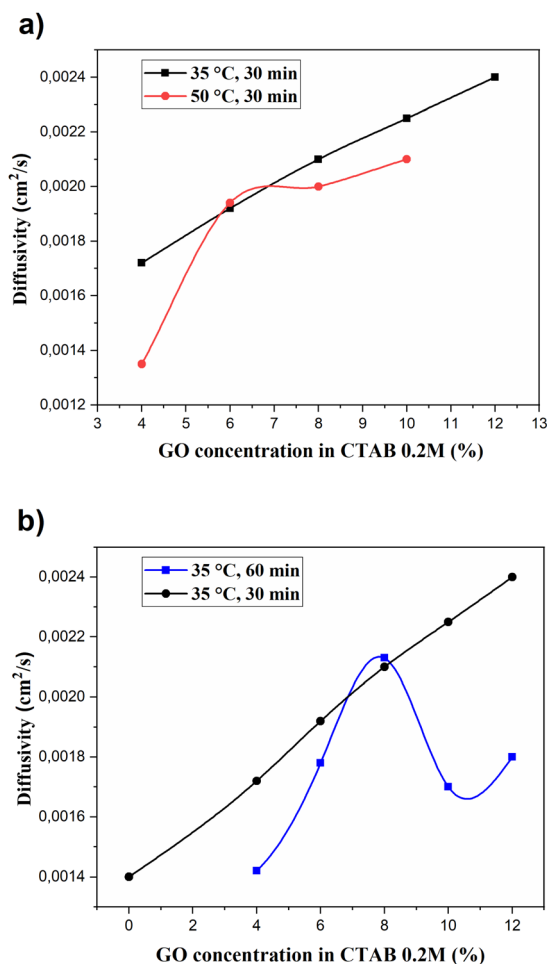 a)
35 °C, 30 min
50 °C, 30 min
0,0024
0,0022
0,0020
0,0018
0,0016
0,0014
0,0012
Diffusivity (cm²/s)
3 4 5 6 7 8 9 10 11 12 13
GO concentration in CTAB 0.2M (%)
b)
35 °C, 60 min
35 °C, 30 min
0,0024
0,0022
0,0020
0,0018
0,0016
0,0014
Diffusivity (cm²/s)
0 2 4 6 8 10 12
GO concentration in CTAB 0.2M (%)